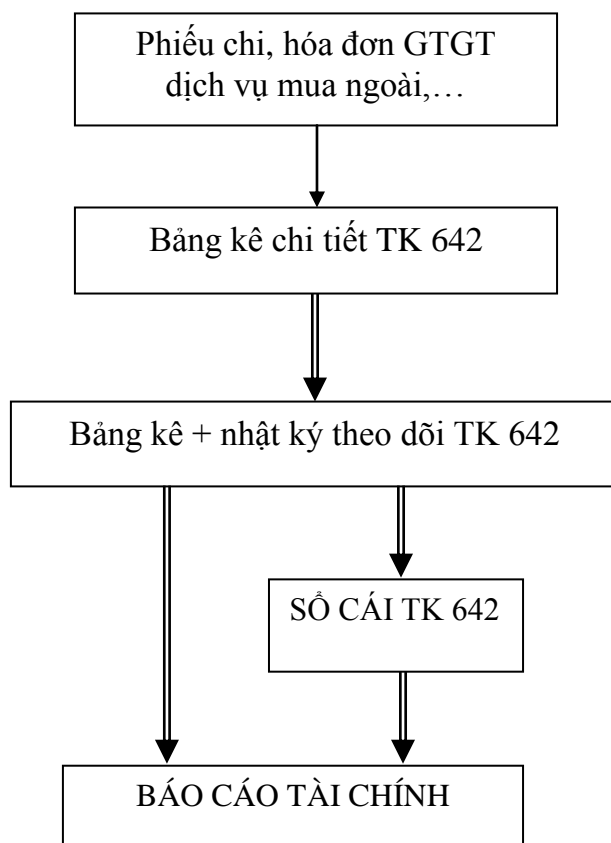 Phiếu chi, hóa đơn GTGT
dịch vụ mua ngoài,…
Bảng kê chi tiết TK 642
Bảng kê + nhật ký theo dõi TK 642
SỔ CÁI TK 642
BÁO CÁO TÀI CHÍNH